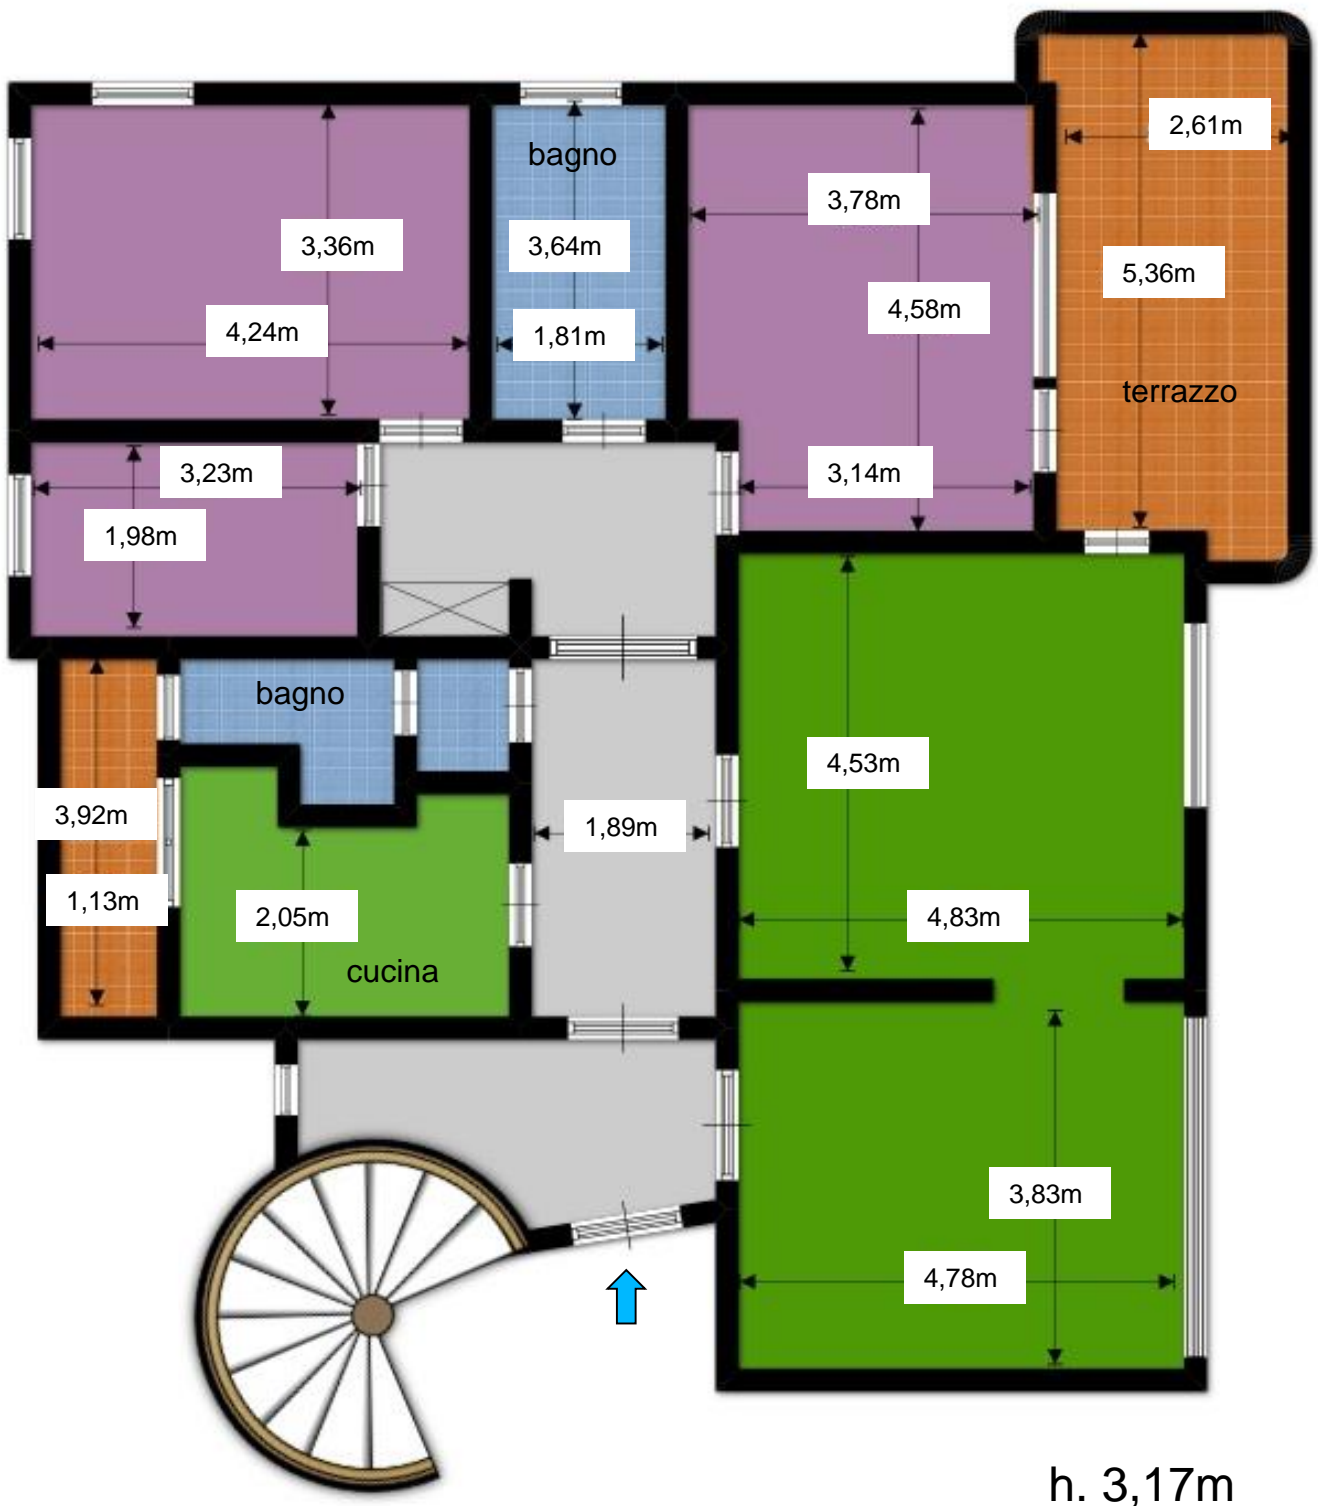 2,61m
bagno
3,78m
3,36m
3,64m
5,36m
4,58m
4,24m
1,81m
terrazzo
3,23m
3,14m
1,98m
bagno
4,53m
3,92m
1,89m
1,13m
2,05m
4,83m
cucina
3,83m
4,78m
h. 3,17m